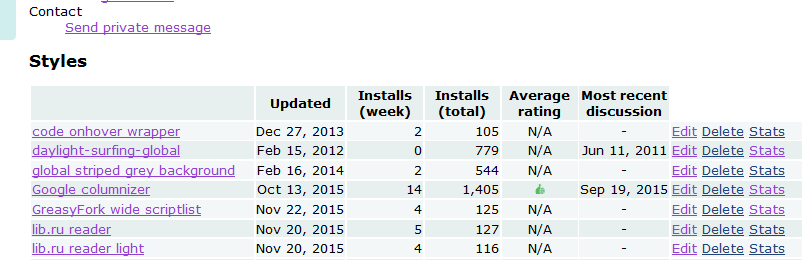 Contact
Send private message
Styles
Updated Installs (week) Installs (total) Average rating Most recent discussion
code onhover wrapper Dec 27, 2013 2 105 N/A - Edit Delete Stats
daylight-surfing-global Feb 15, 2012 0 779 N/A Jun 11, 2011 Edit Delete Stats
global striped grey background Feb 16, 2014 2 544 N/A - Edit Delete Stats
Google columnizer Oct 13, 2015 14 1,405 Sep 19, 2015 Edit Delete Stats
GreasyFork wide scriptlist Nov 22, 2015 4 125 N/A - Edit Delete Stats
lib.ru reader Nov 20, 2015 5 127 N/A - Edit Delete Stats
lib.ru reader light Nov 20, 2015 4 116 N/A - Edit Delete Stats